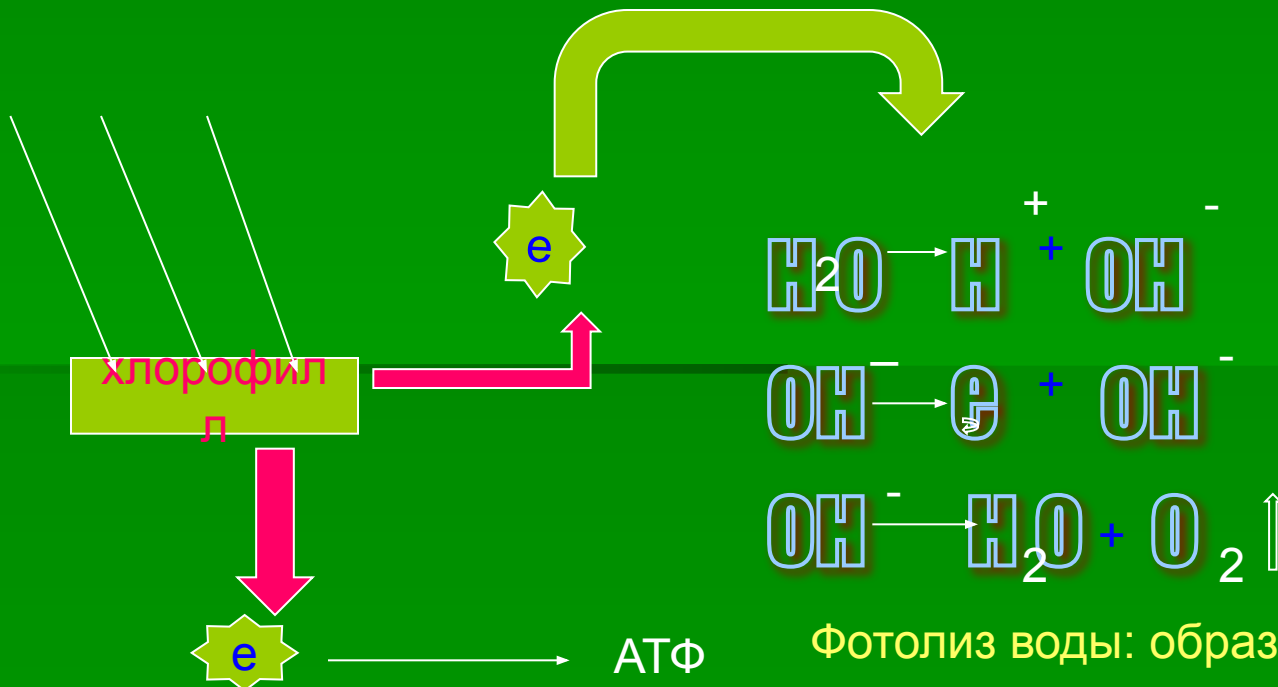 хлорофил
л
e
e
АТФ
H2O → H+ + OH-
OH– → e + OH-
OH- → H2O + O2 ↑
Фотолиз воды: образ